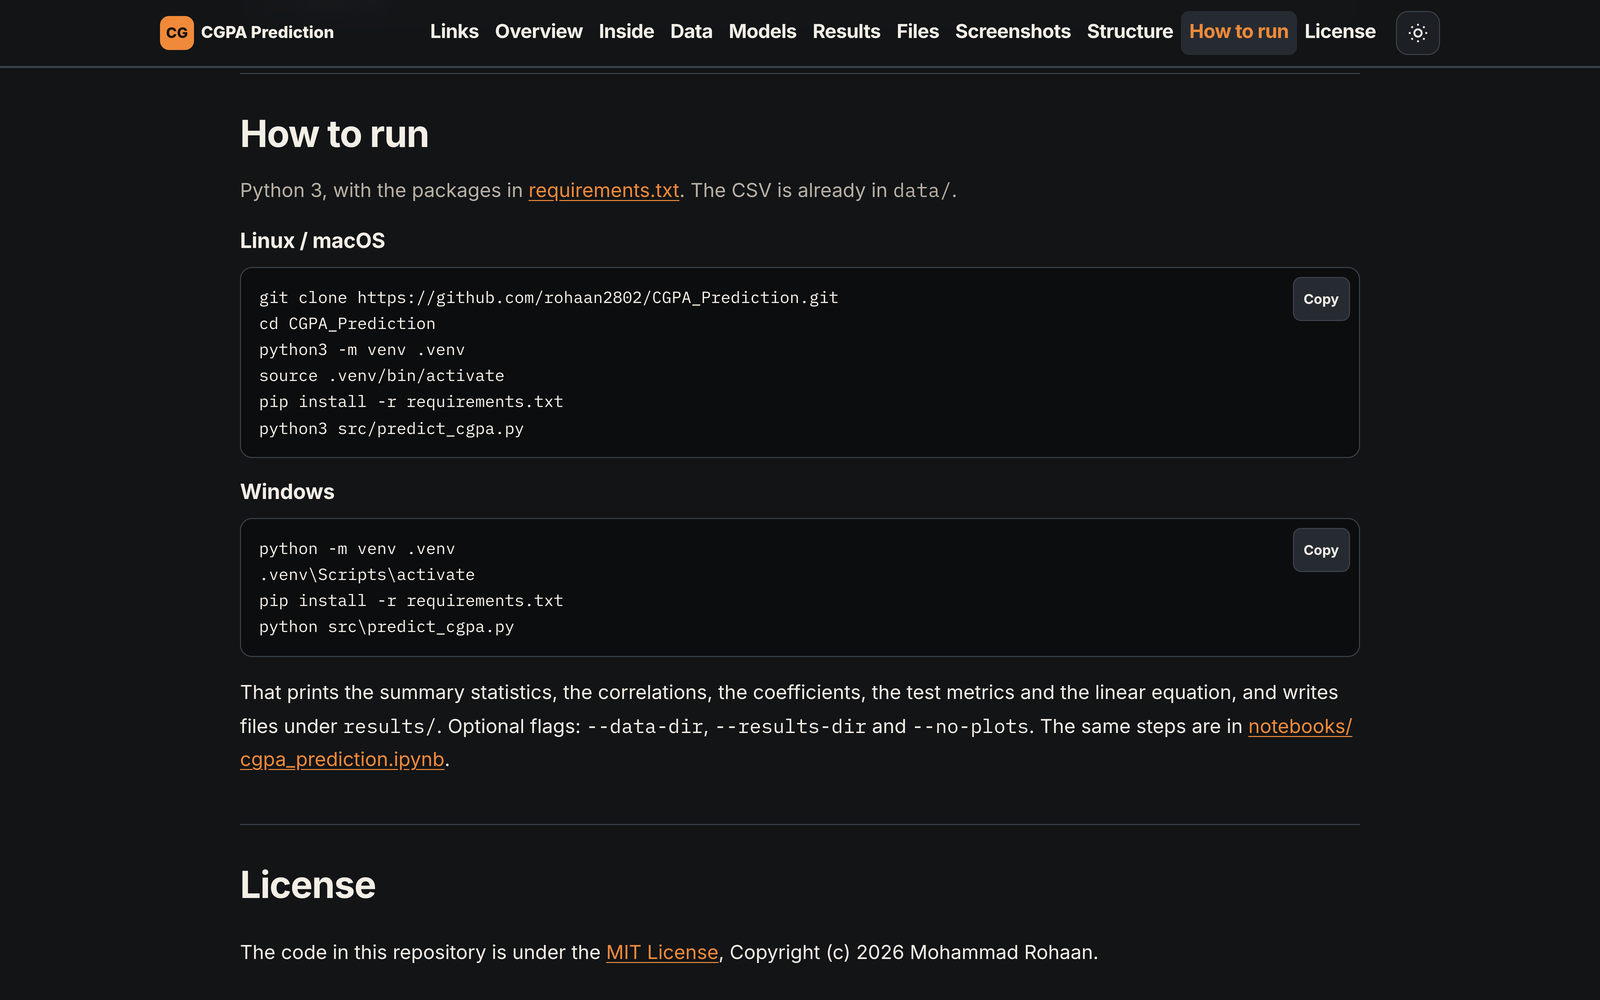 CG CGPA Prediction Links Overview Inside Data Models Results Files Screenshots Structure How to run License
How to run
Python 3, with the packages in requirements.txt. The CSV is already in data/.
Linux / macOS
git clone https://github.com/rohaan2802/CGPA_Prediction.git
Copy
cd CGPA_Prediction
python3 -m venv .venv
source .venv/bin/activate
pip install -r requirements.txt
python3 src/predict_cgpa.py
Windows
python -m venv .venv
Copy
.venv\Scripts\activate
pip install -r requirements.txt
python src\predict_cgpa.py
That prints the summary statistics, the correlations, the coefficients, the test metrics and the linear equation, and writes
files under results/. Optional flags: --data-dir, --results-dir and --no-plots. The same steps are in notebooks/
cgpa_prediction.ipynb.
License
The code in this repository is under the MIT License, Copyright (c) 2026 Mohammad Rohaan.